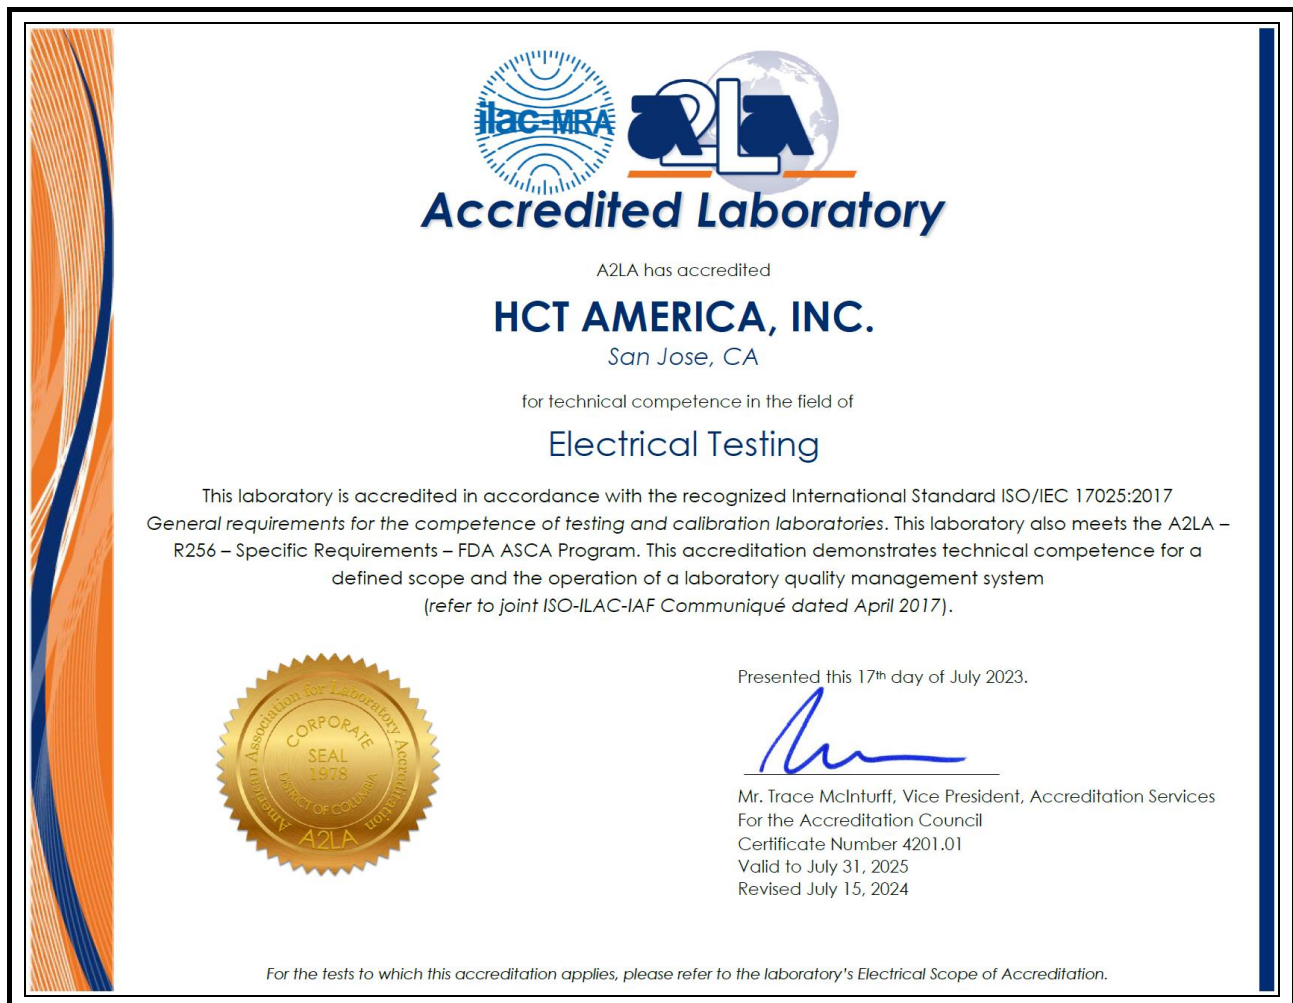 ilac-MRA
A2LA
Accredited Laboratory
A2LA has accredited
HCT AMERICA, INC.
San Jose, CA
for technical competence in the field of
Electrical Testing
This laboratory is accredited in accordance with the recognized International Standard ISO/IEC 17025:2017
General requirements for the competence of testing and calibration laboratories. This laboratory also meets the A2LA –
R256 – Specific Requirements – FDA ASCA Program. This accreditation demonstrates technical competence for a
defined scope and the operation of a laboratory quality management system
(refer to joint ISO-ILAC-IAF Communiqué dated April 2017).
American Association for Laboratory Accreditation
CORPORATE
SEAL
1978
DISTRICT OF COLUMBIA
A2LA
Presented this 17th day of July 2023.
Mr. Trace McInturff, Vice President, Accreditation Services
For the Accreditation Council
Certificate Number 4201.01
Valid to July 31, 2025
Revised July 15, 2024
For the tests to which this accreditation applies, please refer to the laboratory's Electrical Scope of Accreditation.